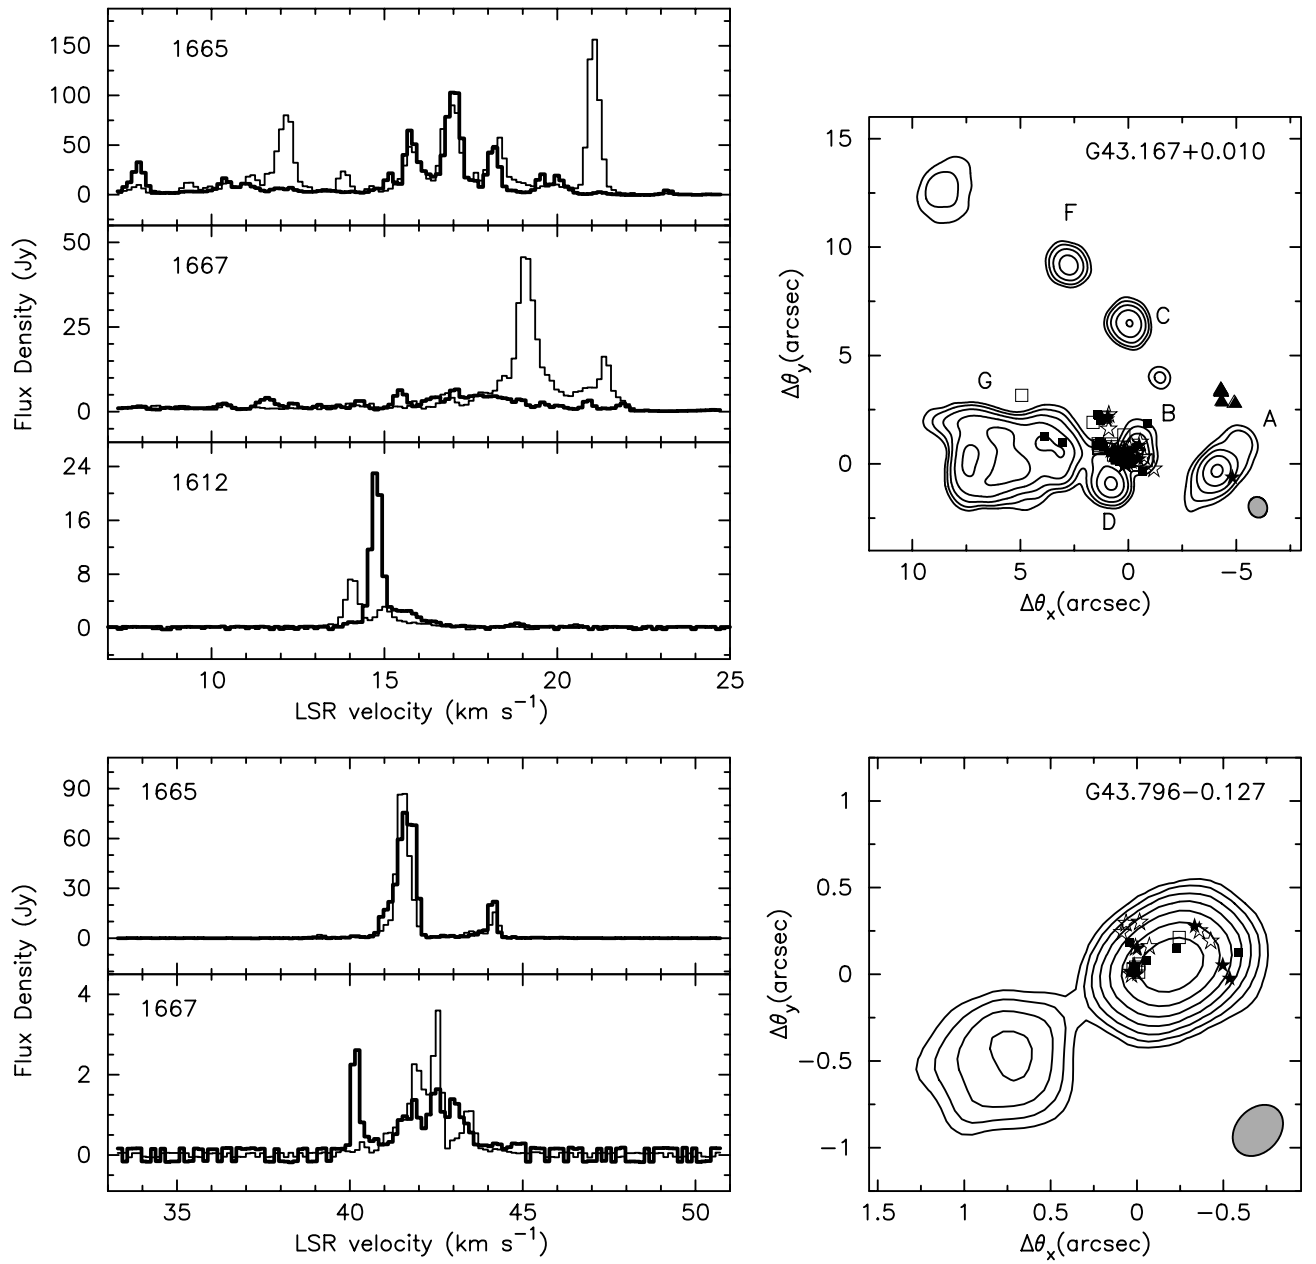 1665
150
100
50
0
1667
50
25
0
1612
24
16
8
0
Flux Density (Jy)
10 15 20 25
LSR velocity (km s⁻¹)
G43.167+0.010
15
10
5
0
F
C
G
B
A
D
Δθy(arcsec)
10 5 0 −5
Δθx(arcsec)
1665
90
60
30
0
1667
4
2
0
Flux Density (Jy)
35 40 45 50
LSR velocity (km s⁻¹)
G43.796−0.127
1
0.5
0
−0.5
−1
Δθy(arcsec)
1.5 1 0.5 0 −0.5
Δθx(arcsec)